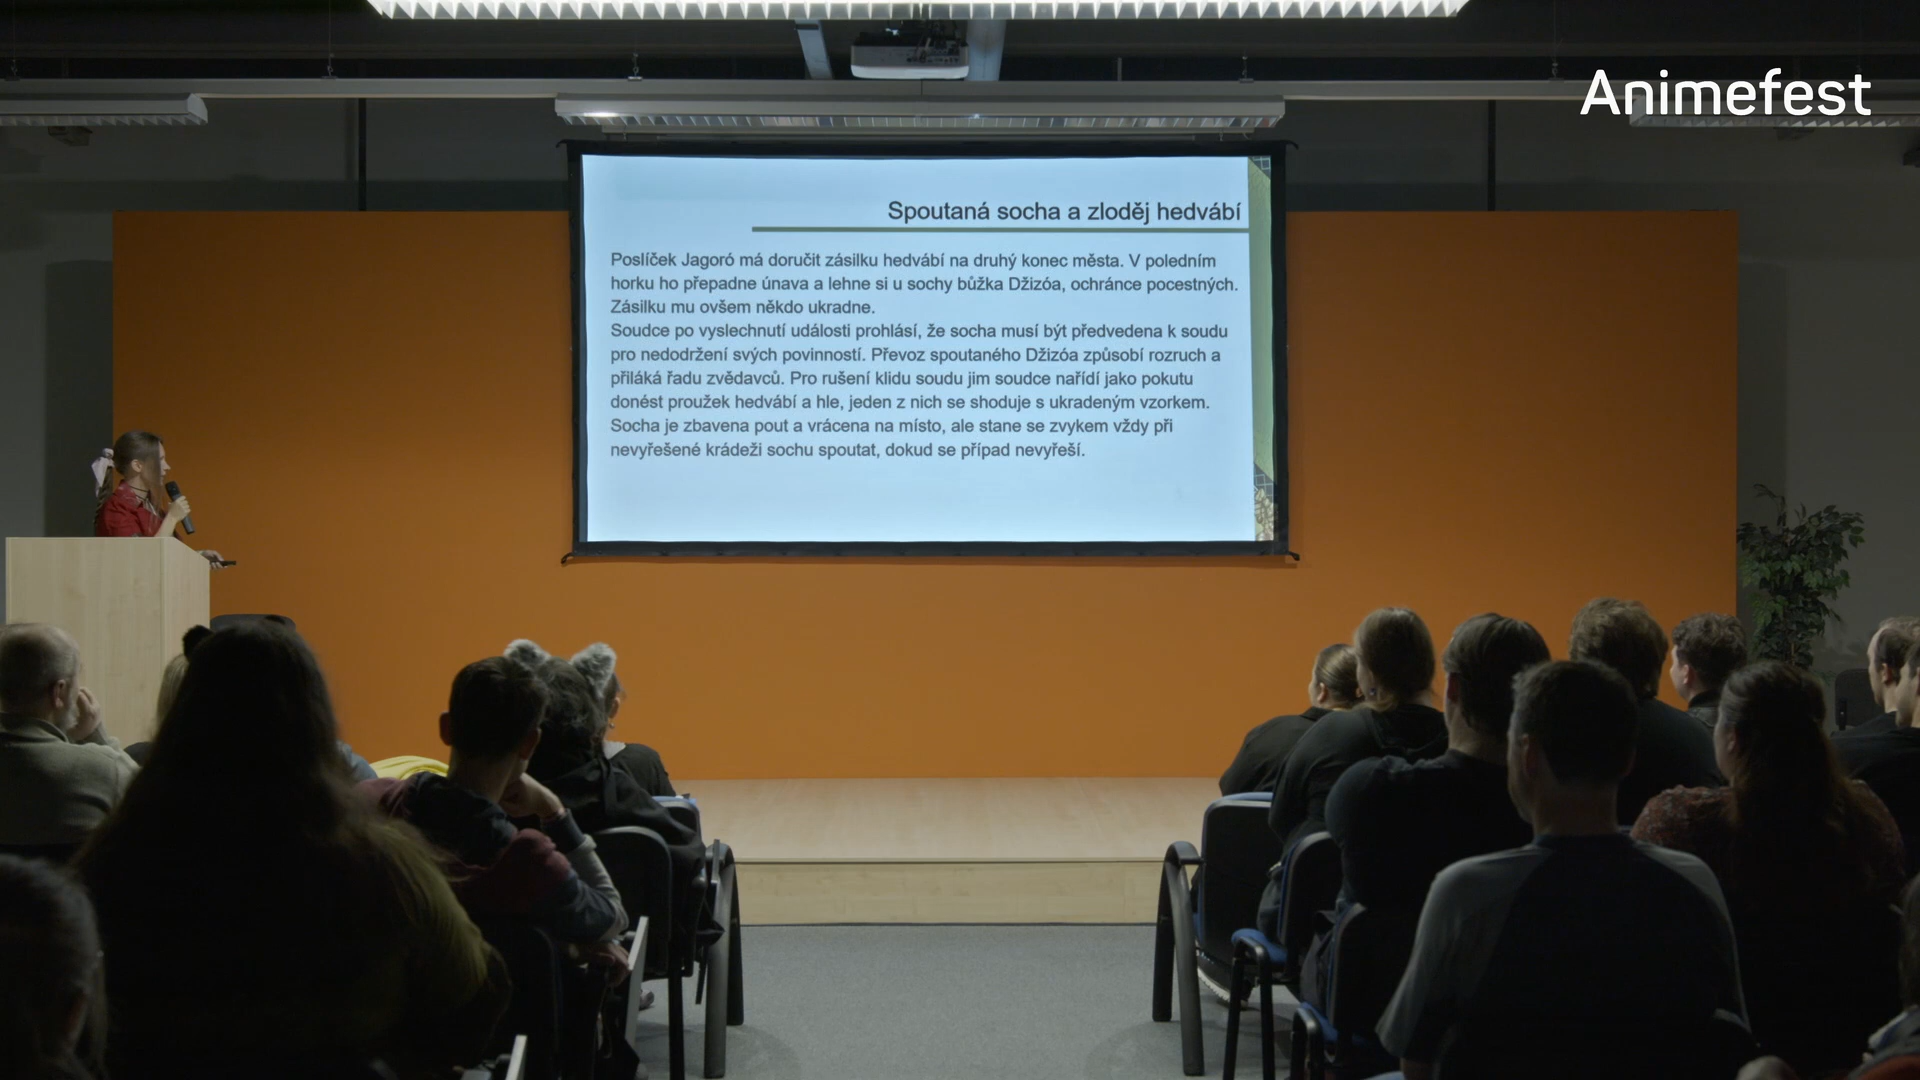 Animefest
Spoutaná socha a zloděj hedvábí
Poslíček Jagoró má doručit zásilku hedvábí na druhý konec města. V poledním
horku ho přepadne únava a lehne si u sochy bůžka Džizóa, ochránce pocestných.
Zásilku mu ovšem někdo ukradne.
Soudce po vyslechnutí události prohlásí, že socha musí být předvedena k soudu
pro nedodržení svých povinností. Převoz spoutaného Džizóa způsobí rozruch a
přiláká řadu zvědavců. Pro rušení klidu soudu jim soudce nařídí jako pokutu
donést proužek hedvábí a hle, jeden z nich se shoduje s ukradeným vzorkem.
Socha je zbavena pout a vrácena na místo, ale stane se zvykem vždy při
nevyřešené krádeži sochu spoutat, dokud se případ nevyřeší.